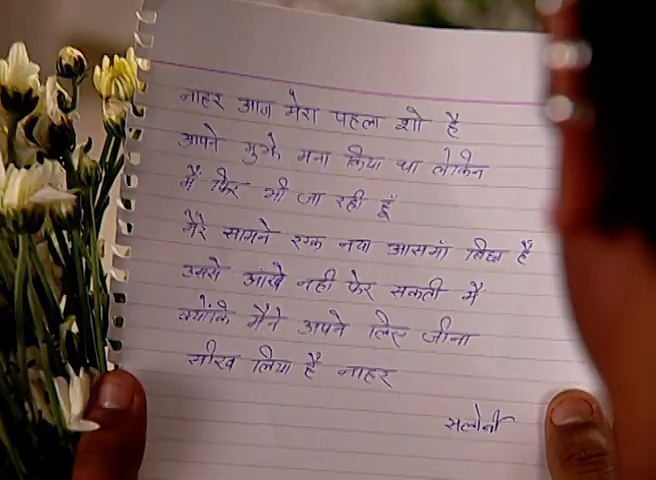 नाहर आज मेरा पहला शो है
आपने मुझे मना किया था लेकिन
मैं फिर भी जा रही हूँ
मेरे सामने एक नया आसमाँ बिछा है
उससे आंखे नही फेर सकती मैं
क्योंकि मैंने अपने लिए जीना
सीख लिया है नाहर
सलोनी